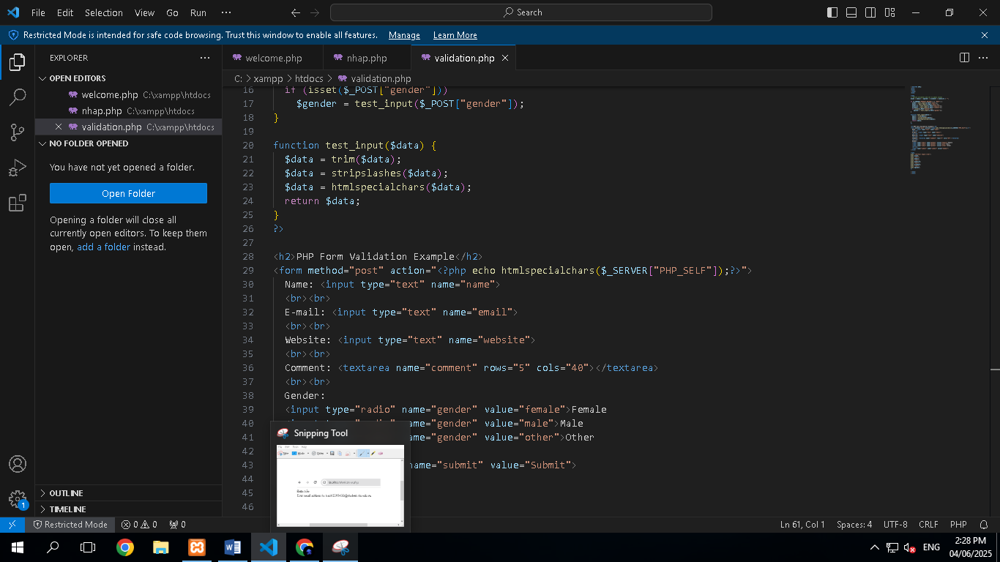 File Edit Selection View Go Run ··· Search
Restricted Mode is intended for safe code browsing. Trust this window to enable all features. Manage Learn More
EXPLORER ···
OPEN EDITORS
welcome.php C:\xampp\htdocs
nhap.php C:\xampp\htdocs
validation.php C:\xampp\htdocs
NO FOLDER OPENED
You have not yet opened a folder.
Open Folder
Opening a folder will close all
currently open editors. To keep them
open, add a folder instead.
OUTLINE
TIMELINE
welcome.php nhap.php validation.php
C: > xampp > htdocs > validation.php
16 if (isset($_POST["gender"]))
17 $gender = test_input($_POST["gender"]);
18 }
19
20 function test_input($data) {
21 $data = trim($data);
22 $data = stripslashes($data);
23 $data = htmlspecialchars($data);
24 return $data;
25 }
26 ?>
27
28 <h2>PHP Form Validation Example</h2>
29 <form method="post" action="<?php echo htmlspecialchars($_SERVER["PHP_SELF"]);?>">
30 Name: <input type="text" name="name">
31 <br><br>
32 E-mail: <input type="text" name="email">
33 <br><br>
34 Website: <input type="text" name="website">
35 <br><br>
36 Comment: <textarea name="comment" rows="5" cols="40"></textarea>
37 <br><br>
38 Gender:
39 <input type="radio" name="gender" value="female">Female
40 name="gender" value="male">Male
41 name="gender" value="other">Other
42
43 name="submit" value="Submit">
44
45
46
Snipping Tool
Restricted Mode 0 0 0 Ln 61, Col 1 Spaces: 4 UTF-8 CRLF PHP
1
ENG 2:28 PM
04/06/2025